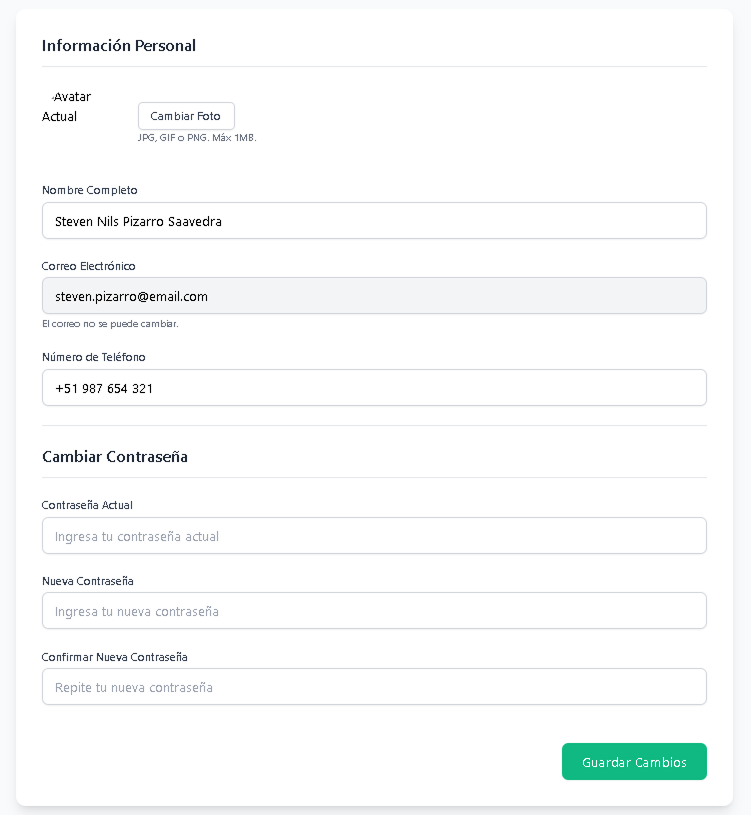 Información Personal
Avatar
Actual
Cambiar Foto
JPG, GIF o PNG. Máx 1MB.
Nombre Completo
Steven Nils Pizarro Saavedra
Correo Electrónico
steven.pizarro@email.com
El correo no se puede cambiar.
Número de Teléfono
+51 987 654 321
Cambiar Contraseña
Contraseña Actual
Ingresa tu contraseña actual
Nueva Contraseña
Ingresa tu nueva contraseña
Confirmar Nueva Contraseña
Repite tu nueva contraseña
Guardar Cambios